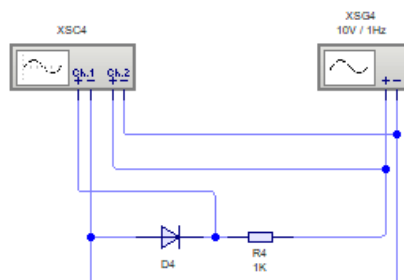 XSC4
XSG4
10V / 1Hz
Ch.1 Ch.2
+ − + −
+ −
D4
R4
1K